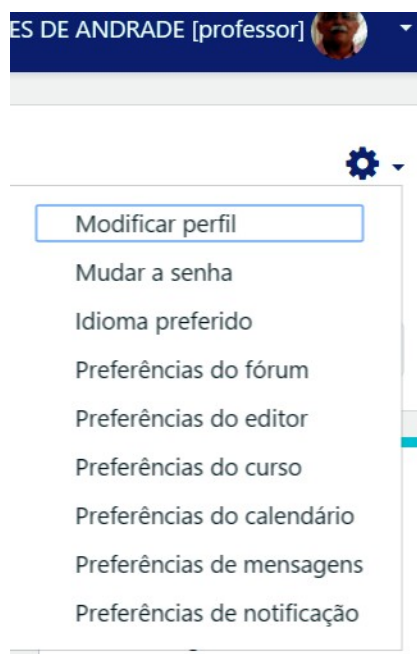 ES DE ANDRADE [professor]
Modificar perfil
Mudar a senha
Idioma preferido
Preferências do fórum
Preferências do editor
Preferências do curso
Preferências do calendário
Preferências de mensagens
Preferências de notificação